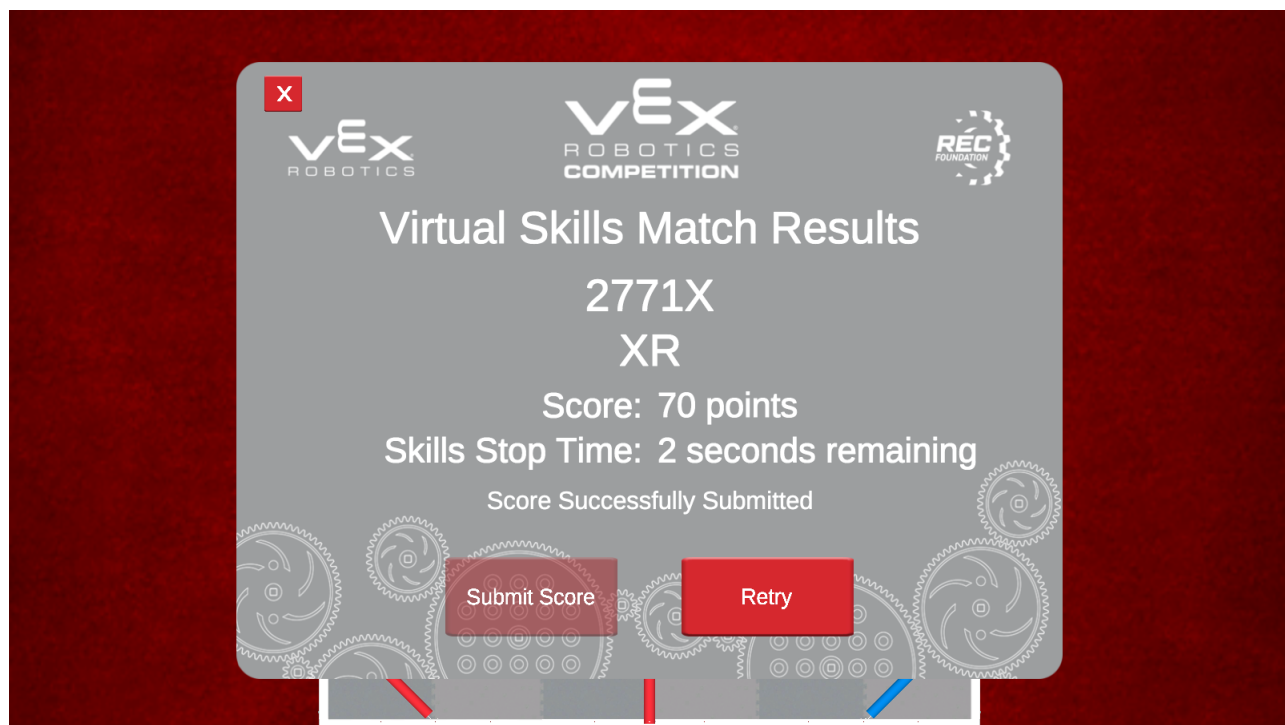 X
VEX
ROBOTICS
VEX
ROBOTICS
COMPETITION
REC
FOUNDATION
Virtual Skills Match Results
2771X
XR
Score: 70 points
Skills Stop Time: 2 seconds remaining
Score Successfully Submitted
Submit Score
Retry